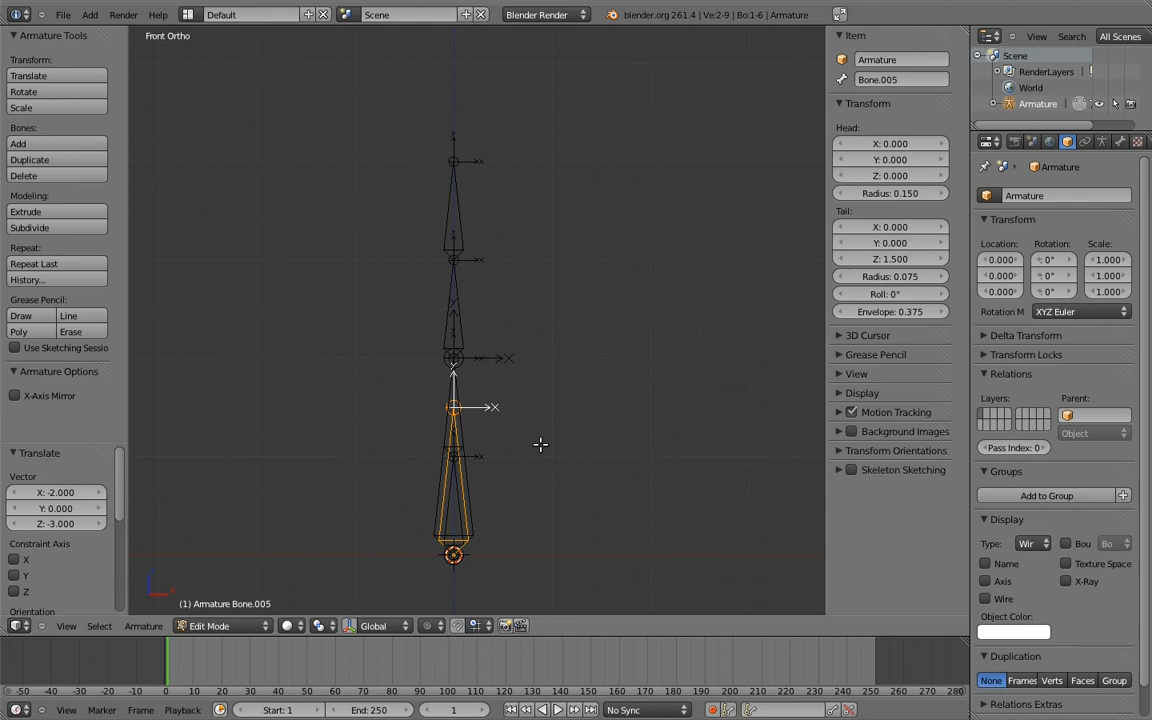 File Add Render Help Default Scene Blender Render blender.org 261.4 | Ve:2-9 | Bo:1-6 | Armature
Armature Tools
Transform:
Translate
Rotate
Scale
Bones:
Add
Duplicate
Delete
Modeling:
Extrude
Subdivide
Repeat:
Repeat Last
History...
Grease Pencil:
Draw Line
Poly Erase
Use Sketching Sessio
Armature Options
X-Axis Mirror
Translate
Vector
X: -2.000
Y: 0.000
Z: -3.000
Constraint Axis
X
Y
Z
Orientation
Front Ortho
(1) Armature Bone.005
Item
Armature
Bone.005
Transform
Head:
X: 0.000
Y: 0.000
Z: 0.000
Radius: 0.150
Tail:
X: 0.000
Y: 0.000
Z: 1.500
Radius: 0.075
Roll: 0°
Envelope: 0.375
3D Cursor
Grease Pencil
View
Display
Motion Tracking
Background Images
Transform Orientations
Skeleton Sketching
View Search All Scenes
Scene
RenderLayers
World
Armature
Armature
Armature
Transform
Location: Rotation: Scale:
0.000 : 0° 1.000
0.000 : 0° 1.000
0.000 : 0° 1.000
Rotation M XYZ Euler
Delta Transform
Transform Locks
Relations
Layers: Parent:
Object
Pass Index: 0
Groups
Add to Group
Display
Type: Wir Bou Bo
Name Texture Space
Axis X-Ray
Wire
Object Color:
Duplication
None Frames Verts Faces Group
Relations Extras
View Select Armature Edit Mode Global
-50 -40 -30 -20 -10 0 10 20 30 40 50 60 70 80 90 100 110 120 130 140 150 160 170 180 190 200 210 220 230 240 250 260 270 280
View Marker Frame Playback Start: 1 End: 250 1 No Sync